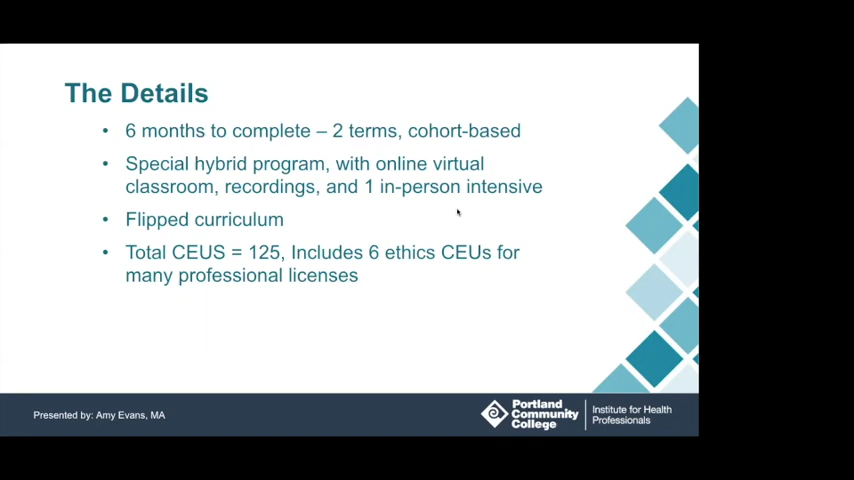 The Details
• 6 months to complete – 2 terms, cohort-based
• Special hybrid program, with online virtual
classroom, recordings, and 1 in-person intensive
• Flipped curriculum
• Total CEUS = 125, Includes 6 ethics CEUs for
many professional licenses
Presented by: Amy Evans, MA
Portland
Community
College
Institute for Health
Professionals